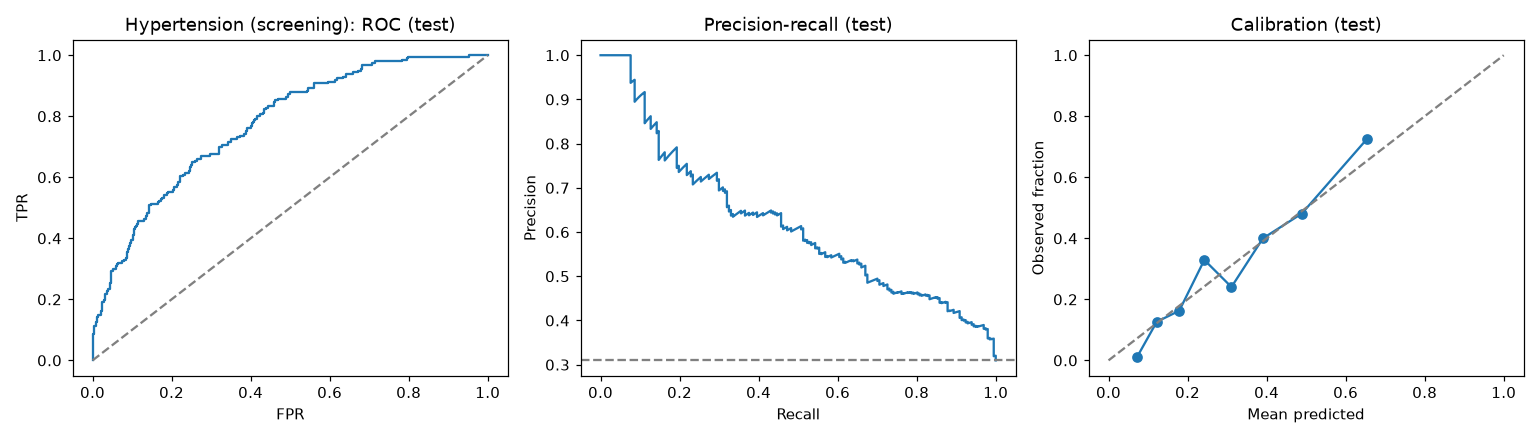 Hypertension (screening): ROC (test)
1.0
0.8
0.6
0.4
0.2
0.0
TPR
0.0 0.2 0.4 0.6 0.8 1.0
FPR
Precision-recall (test)
1.0
0.9
0.8
0.7
0.6
0.5
0.4
0.3
Precision
0.0 0.2 0.4 0.6 0.8 1.0
Recall
Calibration (test)
1.0
0.8
0.6
0.4
0.2
0.0
Observed fraction
0.0 0.2 0.4 0.6 0.8 1.0
Mean predicted